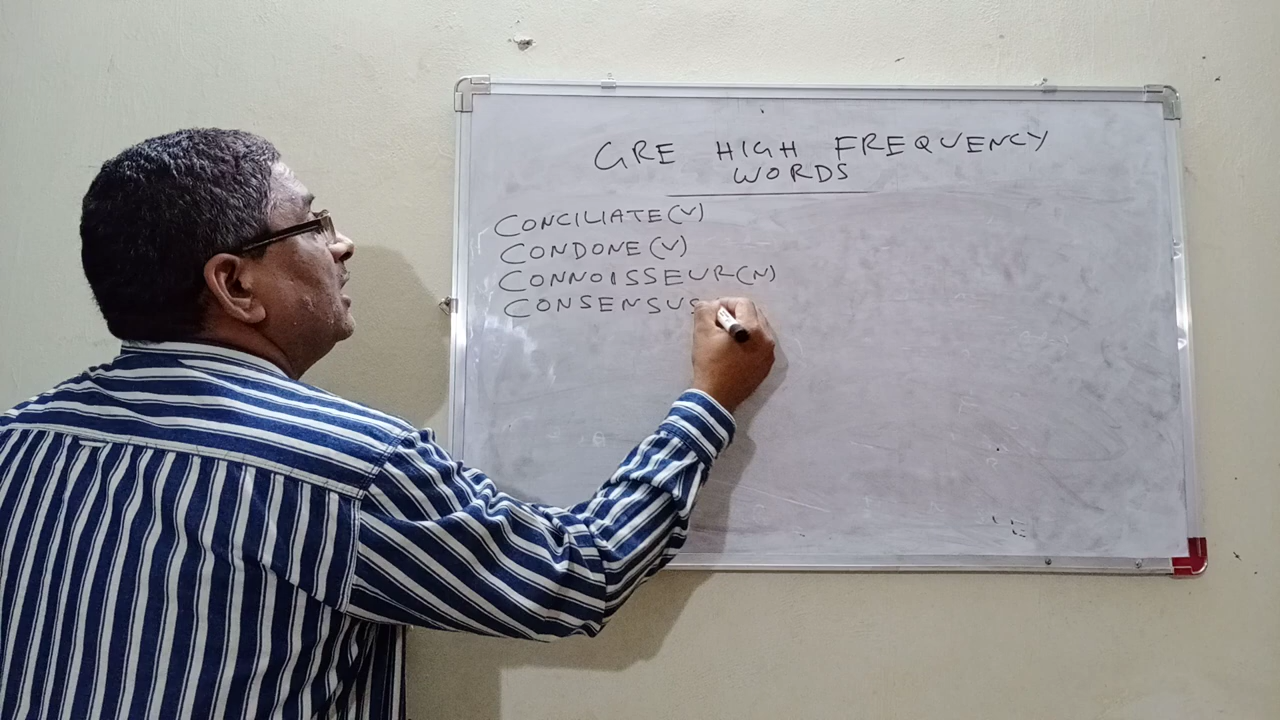 GRE HIGH FREQUENCY
WORDS
CONCILIATE(V)
CONDONE(V)
CONNOISSEUR(N)
CONSENSUS